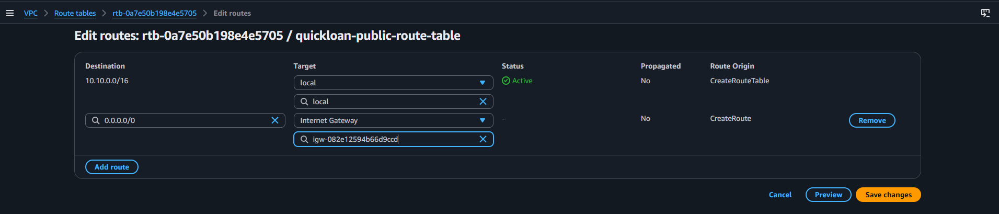 VPC > Route tables > rtb-0a7e50b198e4e5705 > Edit routes
Edit routes: rtb-0a7e50b198e4e5705 / quickloan-public-route-table
Destination Target Status Propagated Route Origin
10.10.0.0/16 local Active No CreateRouteTable
local
0.0.0.0/0 Internet Gateway – No CreateRoute Remove
igw-082e12594b66d9ccd
Add route
Cancel Preview Save changes